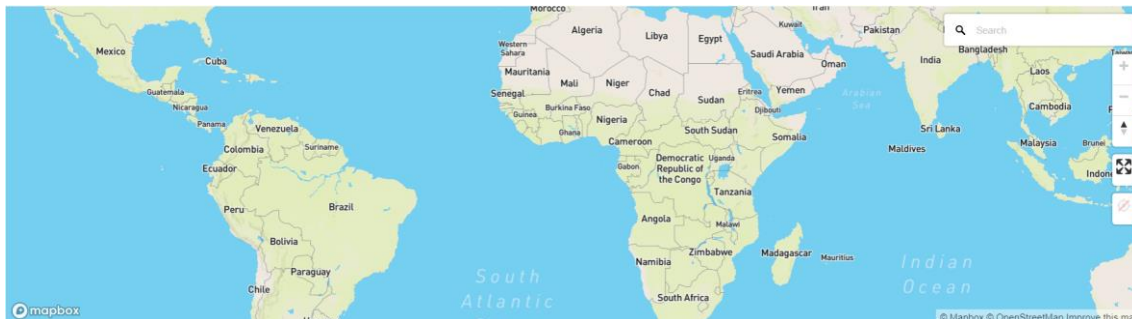 Morocco
Iran
Algeria
Libya
Egypt
Kuwait
Pakistan
Search
Mexico
Western
Sahara
Cuba
Saudi Arabia
Oman
India
Bangladesh
Laos
Mauritania
Mali
Niger
Chad
Sudan
Eritrea
Yemen
Arabian
Sea
Guatemala
Nicaragua
Senegal
Guinea
Burkina Faso
Nigeria
Djibouti
Cambodia
Panama
Venezuela
Ghana
Cameroon
South Sudan
Somalia
Sri Lanka
Maldives
Malaysia
Brunei
Colombia
Suriname
Ecuador
Gabon
Democratic
Republic of
the Congo
Uganda
Indone
Peru
Brazil
Tanzania
Angola
Malawi
Bolivia
Zimbabwe
Madagascar
Mauritius
Paraguay
Namibia
Chile
South Africa
South
Atlantic
Indian
Ocean
mapbox
© Mapbox © OpenStreetMap Improve this ma